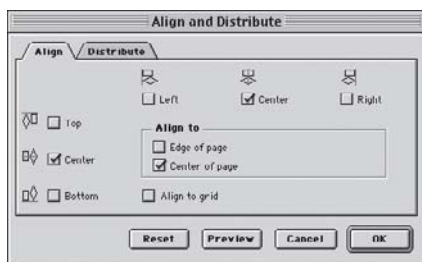 Align and Distribute
Align Distribute
Left Center Right
Top
Align to
Edge of page
Center
Center of page
Bottom Align to grid
Reset Preview Cancel OK